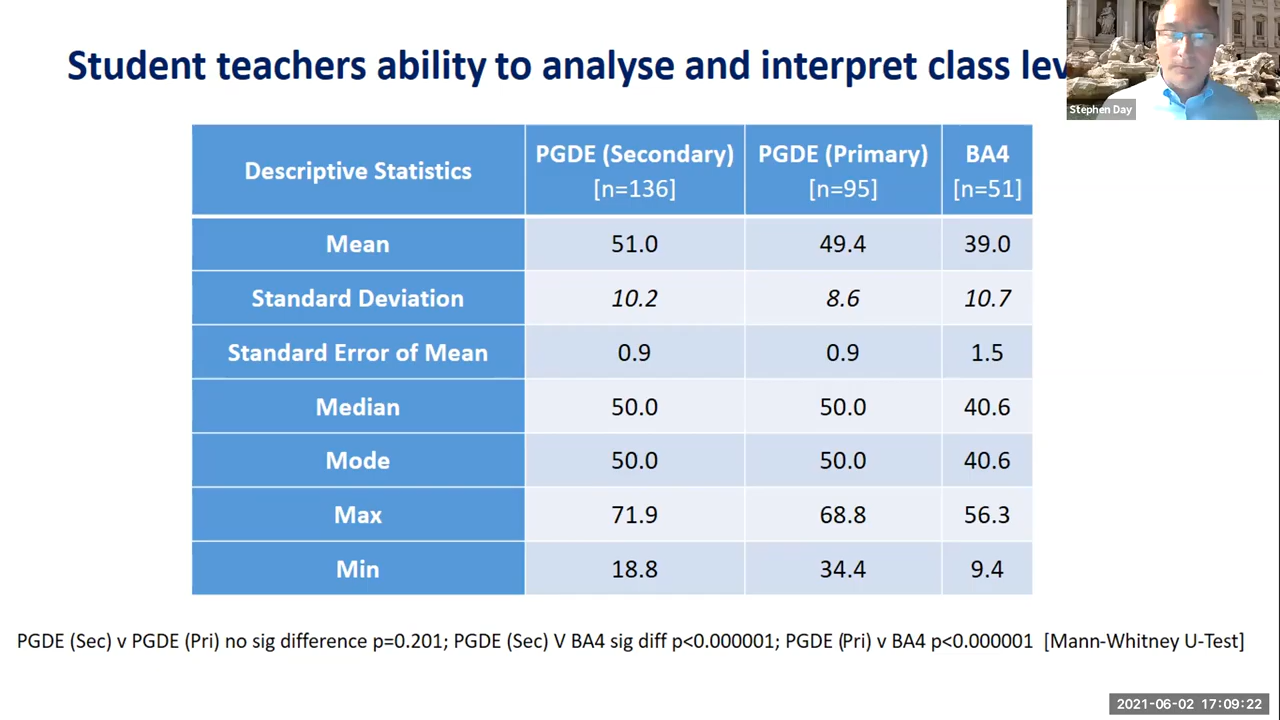 Student teachers ability to analyse and interpret class
Stephen Day
Descriptive Statistics PGDE (Secondary) [n=136] PGDE (Primary) [n=95] BA4 [n=51]
Mean 51.0 49.4 39.0
Standard Deviation 10.2 8.6 10.7
Standard Error of Mean 0.9 0.9 1.5
Median 50.0 50.0 40.6
Mode 50.0 50.0 40.6
Max 71.9 68.8 56.3
Min 18.8 34.4 9.4
PGDE (Sec) v PGDE (Pri) no sig difference p=0.201; PGDE (Sec) V BA4 sig diff p<0.000001; PGDE (Pri) v BA4 p<0.000001 [Mann-Whitney U-Test]
2021-06-02 17:09:22